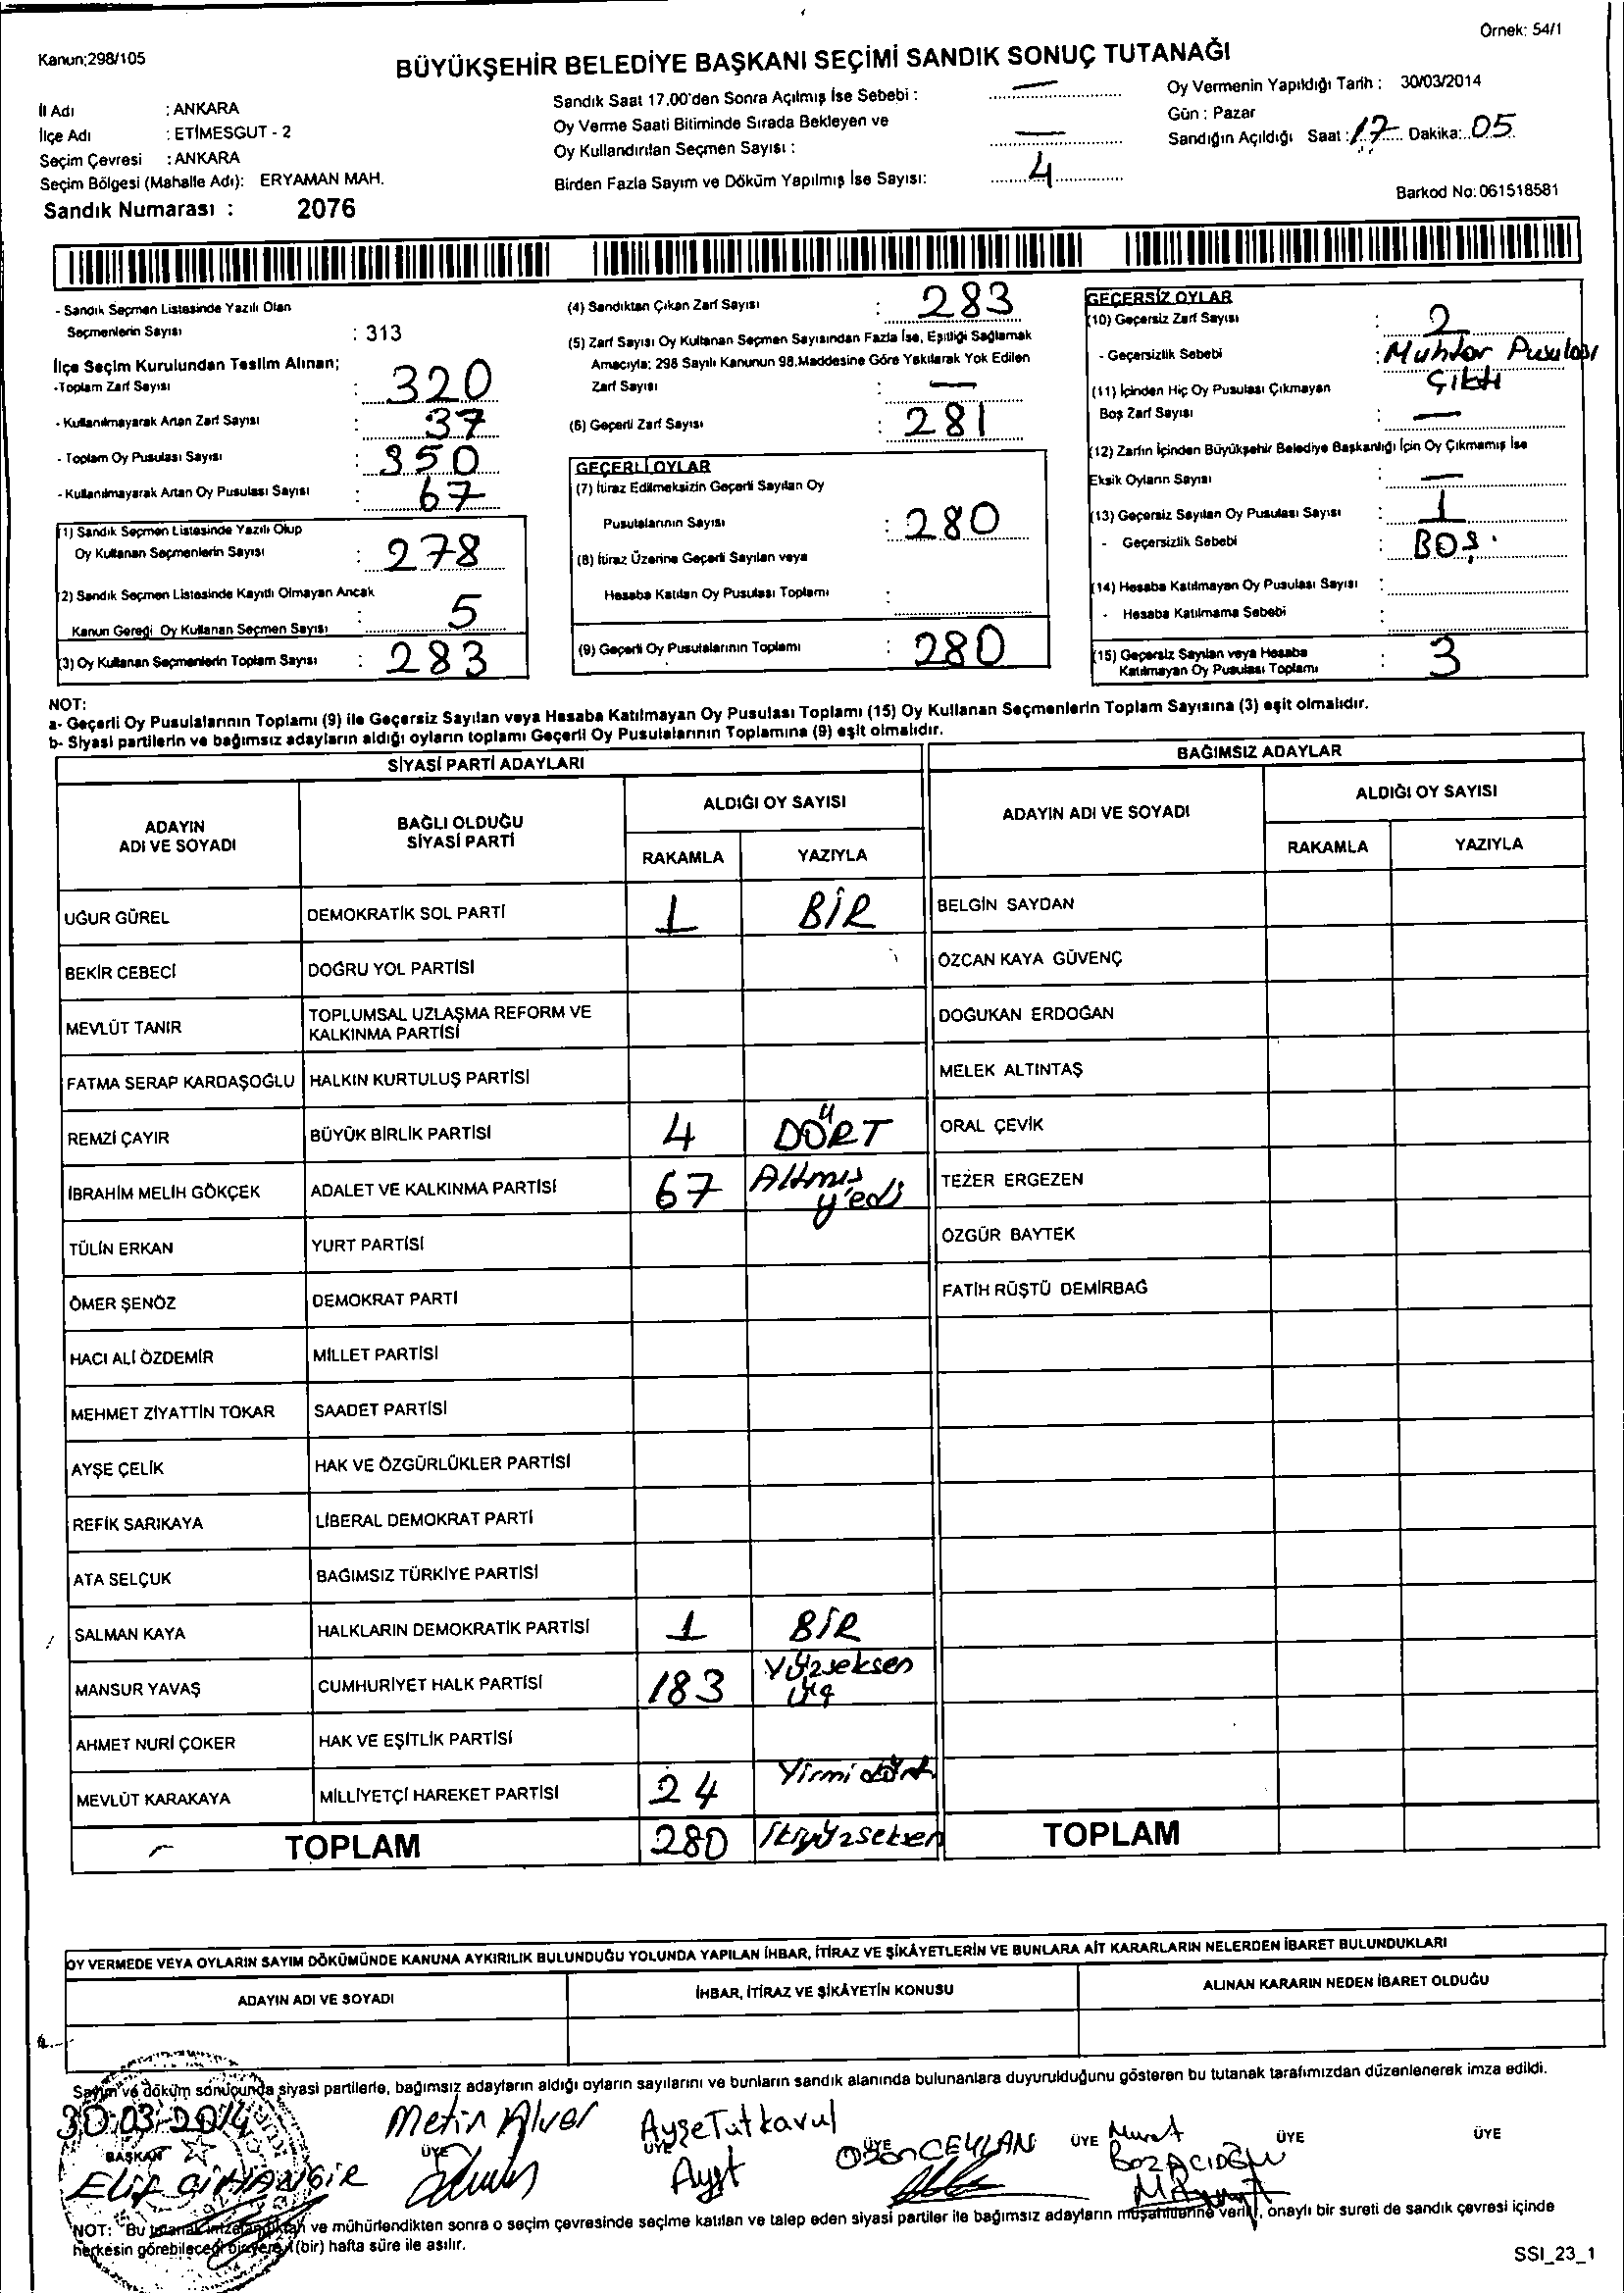 Örnek: 54/1
Kanun;298/105
BÜYÜKŞEHİR BELEDİYE BAŞKANI SEÇİMİ SANDIK SONUÇ TUTANAĞI
İl Adı : ANKARA
İlçe Adı : ETİMESGUT - 2
Seçim Çevresi : ANKARA
Seçim Bölgesi (Mahalle Adı): ERYAMAN MAH.
Sandık Numarası : 2076
Sandık Saat 17.00'den Sonra Açılmış İse Sebebi : —
Oy Verme Saati Bitiminde Sırada Bekleyen ve
Oy Kullandırılan Seçmen Sayısı : —
Birden Fazla Sayım ve Döküm Yapılmış İse Sayısı: 4
Oy Vermenin Yapıldığı Tarih : 30/03/2014
Gün : Pazar
Sandığın Açıldığı Saat : 17 Dakika: 05
Barkod No: 061518581
- Sandık Seçmen Listesinde Yazılı Olan
Seçmenlerin Sayısı : 313
İlçe Seçim Kurulundan Teslim Alınan;
-Toplam Zarf Sayısı : 320
- Kullanılmayarak Artan Zarf Sayısı : 37
- Toplam Oy Pusulası Sayısı : 350
- Kullanılmayarak Artan Oy Pusulası Sayısı : 67
(1) Sandık Seçmen Listesinde Yazılı Olup
Oy Kullanan Seçmenlerin Sayısı : 278
(2) Sandık Seçmen Listesinde Kayıtlı Olmayan Ancak
Kanun Gereği Oy Kullanan Seçmen Sayısı : 5
(3) Oy Kullanan Seçmenlerin Toplam Sayısı : 283
(4) Sandıktan Çıkan Zarf Sayısı : 283
(5) Zarf Sayısı Oy Kullanan Seçmen Sayısından Fazla İse, Eşitliği Sağlamak
Amacıyla; 298 Sayılı Kanunun 98.Maddesine Göre Yakılarak Yok Edilen
Zarf Sayısı : —
(6) Geçerli Zarf Sayısı : 281
GEÇERLİ OYLAR
(7) İtiraz Edilmeksizin Geçerli Sayılan Oy
Pusulalarının Sayısı : 280
(8) İtiraz Üzerine Geçerli Sayılan veya
Hesaba Katılan Oy Pusulası Toplamı :
(9) Geçerli Oy Pusulalarının Toplamı : 280
GEÇERSİZ OYLAR
(10) Geçersiz Zarf Sayısı : 2
- Geçersizlik Sebebi : Muhtar Pusulası
Çıktı
(11) İçinden Hiç Oy Pusulası Çıkmayan
Boş Zarf Sayısı : —
(12) Zarfın İçinden Büyükşehir Belediye Başkanlığı İçin Oy Çıkmamış İse
Eksik Oyların Sayısı : —
(13) Geçersiz Sayılan Oy Pusulası Sayısı : 1
- Geçersizlik Sebebi : BOŞ.
(14) Hesaba Katılmayan Oy Pusulası Sayısı :
- Hesaba Katılmama Sebebi :
(15) Geçersiz Sayılan veya Hesaba
Katılmayan Oy Pusulası Toplamı : 3
NOT:
a- Geçerli Oy Pusulalarının Toplamı (9) ile Geçersiz Sayılan veya Hesaba Katılmayan Oy Pusulası Toplamı (15) Oy Kullanan Seçmenlerin Toplam Sayısına (3) eşit olmalıdır.
b- Siyasi partilerin ve bağımsız adayların aldığı oyların toplamı Geçerli Oy Pusulalarının Toplamına (9) eşit olmalıdır.
SİYASİ PARTİ ADAYLARI
ADAYIN ADI VE SOYADI
BAĞLI OLDUĞU SİYASİ PARTİ
ALDIĞI OY SAYISI
RAKAMLA YAZIYLA
UĞUR GÜREL DEMOKRATİK SOL PARTİ 1 BİR
BEKİR CEBECİ DOĞRU YOL PARTİSİ
MEVLÜT TANIR TOPLUMSAL UZLAŞMA REFORM VE KALKINMA PARTİSİ
FATMA SERAP KARDAŞOĞLU HALKIN KURTULUŞ PARTİSİ
REMZİ ÇAYIR BÜYÜK BİRLİK PARTİSİ 4 DÖRT
İBRAHİM MELİH GÖKÇEK ADALET VE KALKINMA PARTİSİ 67 Altmış y'edi
TÜLİN ERKAN YURT PARTİSİ
ÖMER ŞENÖZ DEMOKRAT PARTİ
HACI ALİ ÖZDEMİR MİLLET PARTİSİ
MEHMET ZİYATTİN TOKAR SAADET PARTİSİ
AYŞE ÇELİK HAK VE ÖZGÜRLÜKLER PARTİSİ
REFİK SARIKAYA LİBERAL DEMOKRAT PARTİ
ATA SELÇUK BAĞIMSIZ TÜRKİYE PARTİSİ
SALMAN KAYA HALKLARIN DEMOKRATİK PARTİSİ 1 BİR
MANSUR YAVAŞ CUMHURİYET HALK PARTİSİ 183 Yüzseksen üç
AHMET NURİ ÇOKER HAK VE EŞİTLİK PARTİSİ
MEVLÜT KARAKAYA MİLLİYETÇİ HAREKET PARTİSİ 24 Yirmi dört
TOPLAM 280 İkiyüzseksen
BAĞIMSIZ ADAYLAR
ADAYIN ADI VE SOYADI
ALDIĞI OY SAYISI
RAKAMLA YAZIYLA
BELGİN SAYDAN
ÖZCAN KAYA GÜVENÇ
DOĞUKAN ERDOĞAN
MELEK ALTINTAŞ
ORAL ÇEVİK
TEZER ERGEZEN
ÖZGÜR BAYTEK
FATİH RÜŞTÜ DEMİRBAĞ
TOPLAM
OY VERMEDE VEYA OYLARIN SAYIM DÖKÜMÜNDE KANUNA AYKIRILIK BULUNDUĞU YOLUNDA YAPILAN İHBAR, İTİRAZ VE ŞİKÂYETLERİN VE BUNLARA AİT KARARLARIN NELERDEN İBARET BULUNDUKLARI
ADAYIN ADI VE SOYADI
İHBAR, İTİRAZ VE ŞİKÂYETİN KONUSU
ALINAN KARARIN NEDEN İBARET OLDUĞU
Sayım ve döküm sonucunda siyasi partilerle, bağımsız adayların aldığı oyların sayılarını ve bunların sandık alanında bulunanlara duyurulduğunu gösteren bu tutanak tarafımızdan düzenlenerek imza edildi.
30.03.2014 Metin Alver Ayşe Tutkavul CEYLAN Murat BOZACIOĞLU
BAŞKAN ÜYE ÜYE ÜYE ÜYE ÜYE ÜYE
Elif CİHANGİR
NOT: Bu tutanak imzalandıktan ve mühürlendikten sonra o seçim çevresinde seçime katılan ve talep eden siyasi partiler ile bağımsız adayların müşahitlerine verilir, onaylı bir sureti de sandık çevresi içinde
herkesin görebileceği bir yere 1 (bir) hafta süre ile asılır.
SSI_23_1